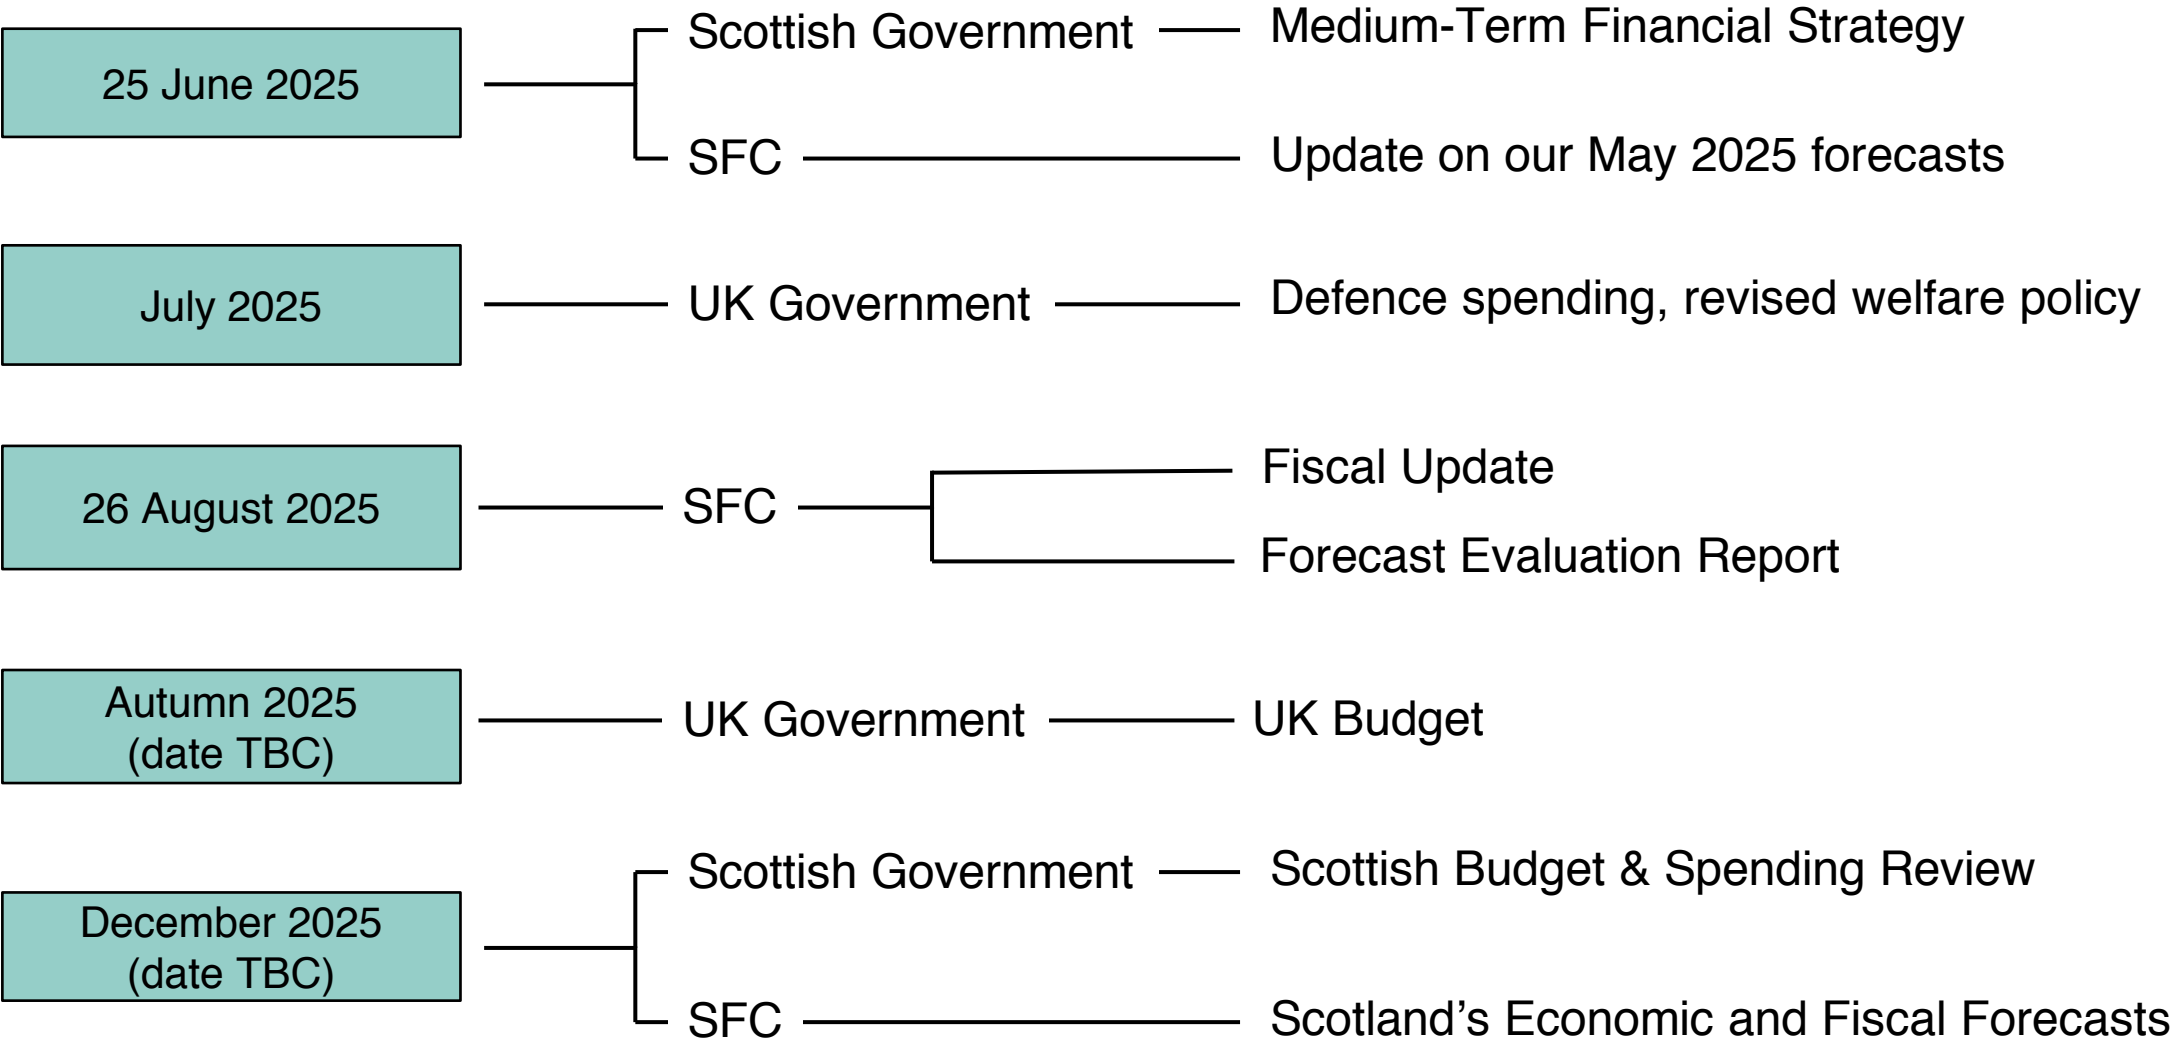 25 June 2025
Scottish Government
Medium-Term Financial Strategy
SFC
Update on our May 2025 forecasts
July 2025
UK Government
Defence spending, revised welfare policy
26 August 2025
SFC
Fiscal Update
Forecast Evaluation Report
Autumn 2025
(date TBC)
UK Government
UK Budget
December 2025
(date TBC)
Scottish Government
Scottish Budget & Spending Review
SFC
Scotland’s Economic and Fiscal Forecasts